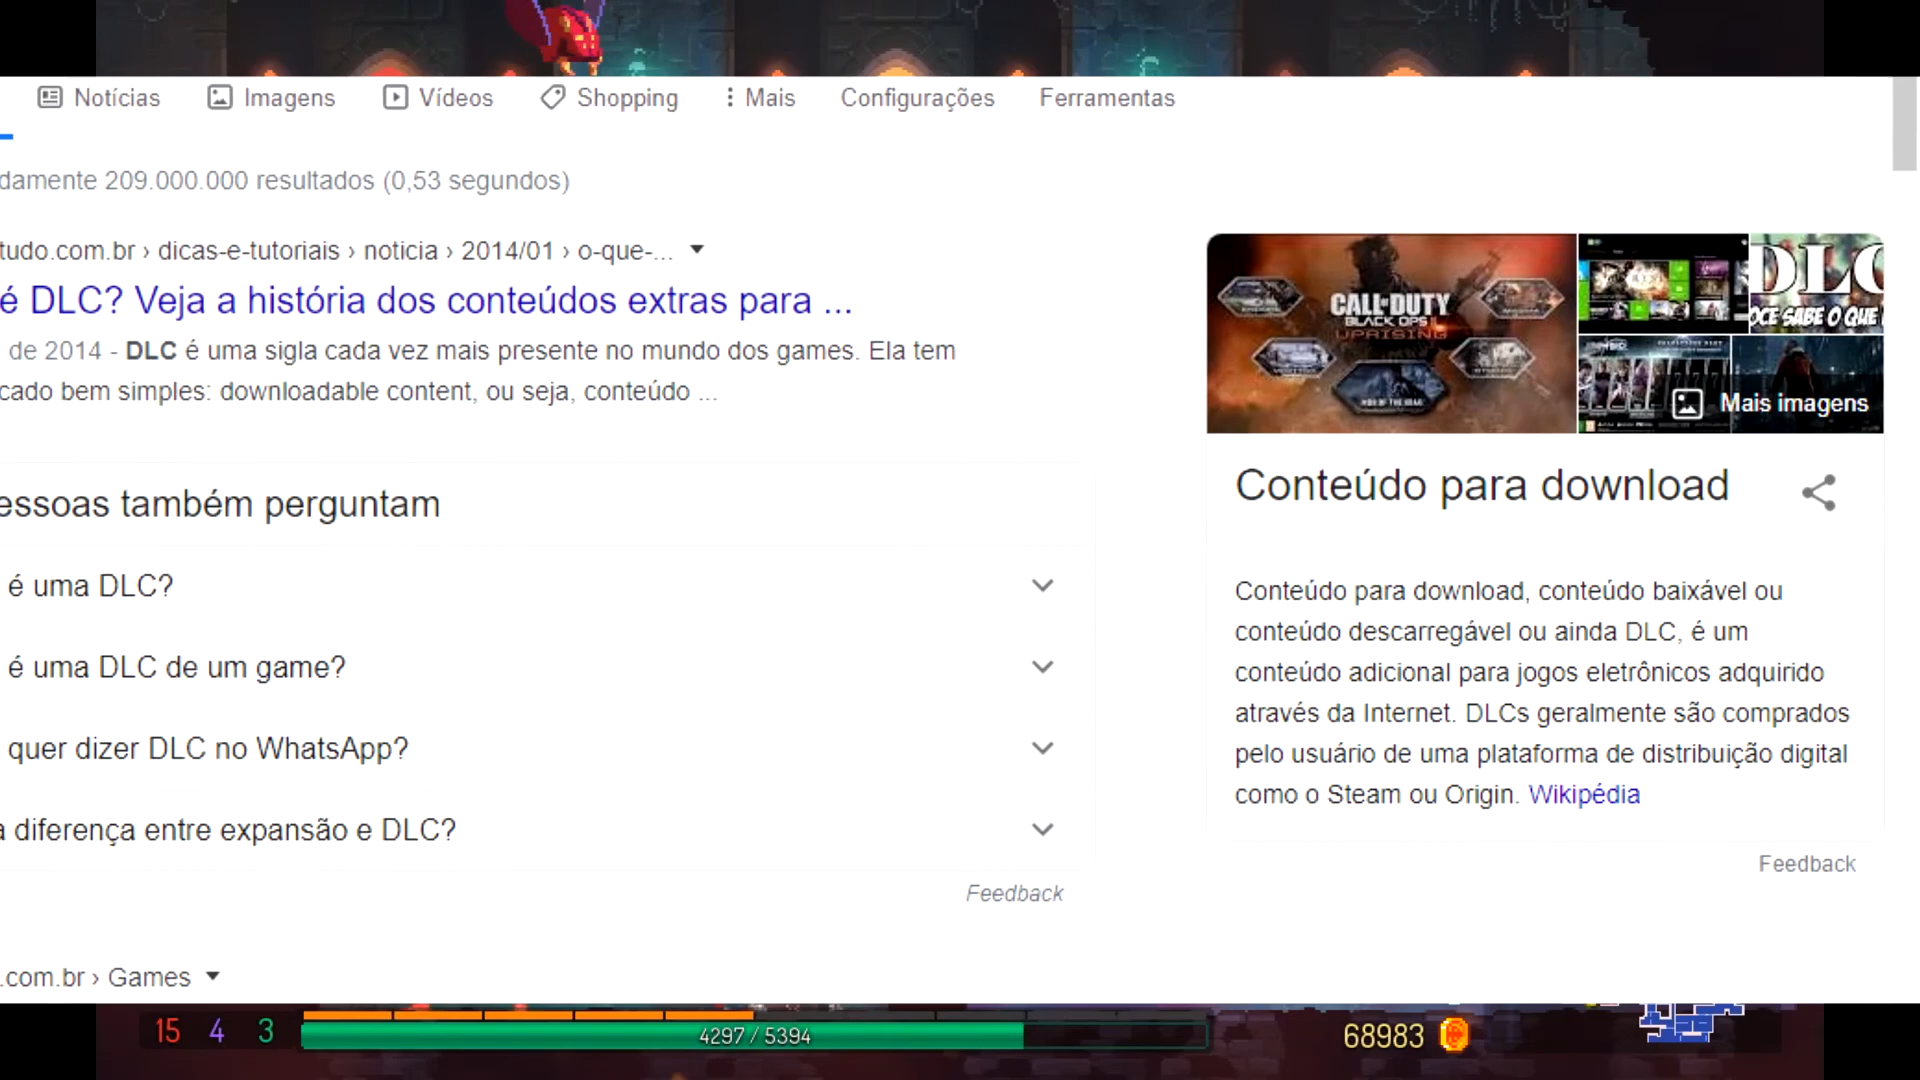 Notícias Imagens Vídeos Shopping Mais Configurações Ferramentas
damente 209.000.000 resultados (0,53 segundos)
tudo.com.br › dicas-e-tutoriais › noticia › 2014/01 › o-que-...
é DLC? Veja a história dos conteúdos extras para ...
de 2014 - DLC é uma sigla cada vez mais presente no mundo dos games. Ela tem
cado bem simples: downloadable content, ou seja, conteúdo ...
essoas também perguntam
é uma DLC?
é uma DLC de um game?
quer dizer DLC no WhatsApp?
a diferença entre expansão e DLC?
Feedback
.com.br › Games
CALL OF DUTY
BLACK OPS II
UPRISING
DLC
OCE SABE O QUE
Mais imagens
Conteúdo para download
Conteúdo para download, conteúdo baixável ou
conteúdo descarregável ou ainda DLC, é um
conteúdo adicional para jogos eletrônicos adquirido
através da Internet. DLCs geralmente são comprados
pelo usuário de uma plataforma de distribuição digital
como o Steam ou Origin. Wikipédia
Feedback
15 4 3
4297 / 5394
68983